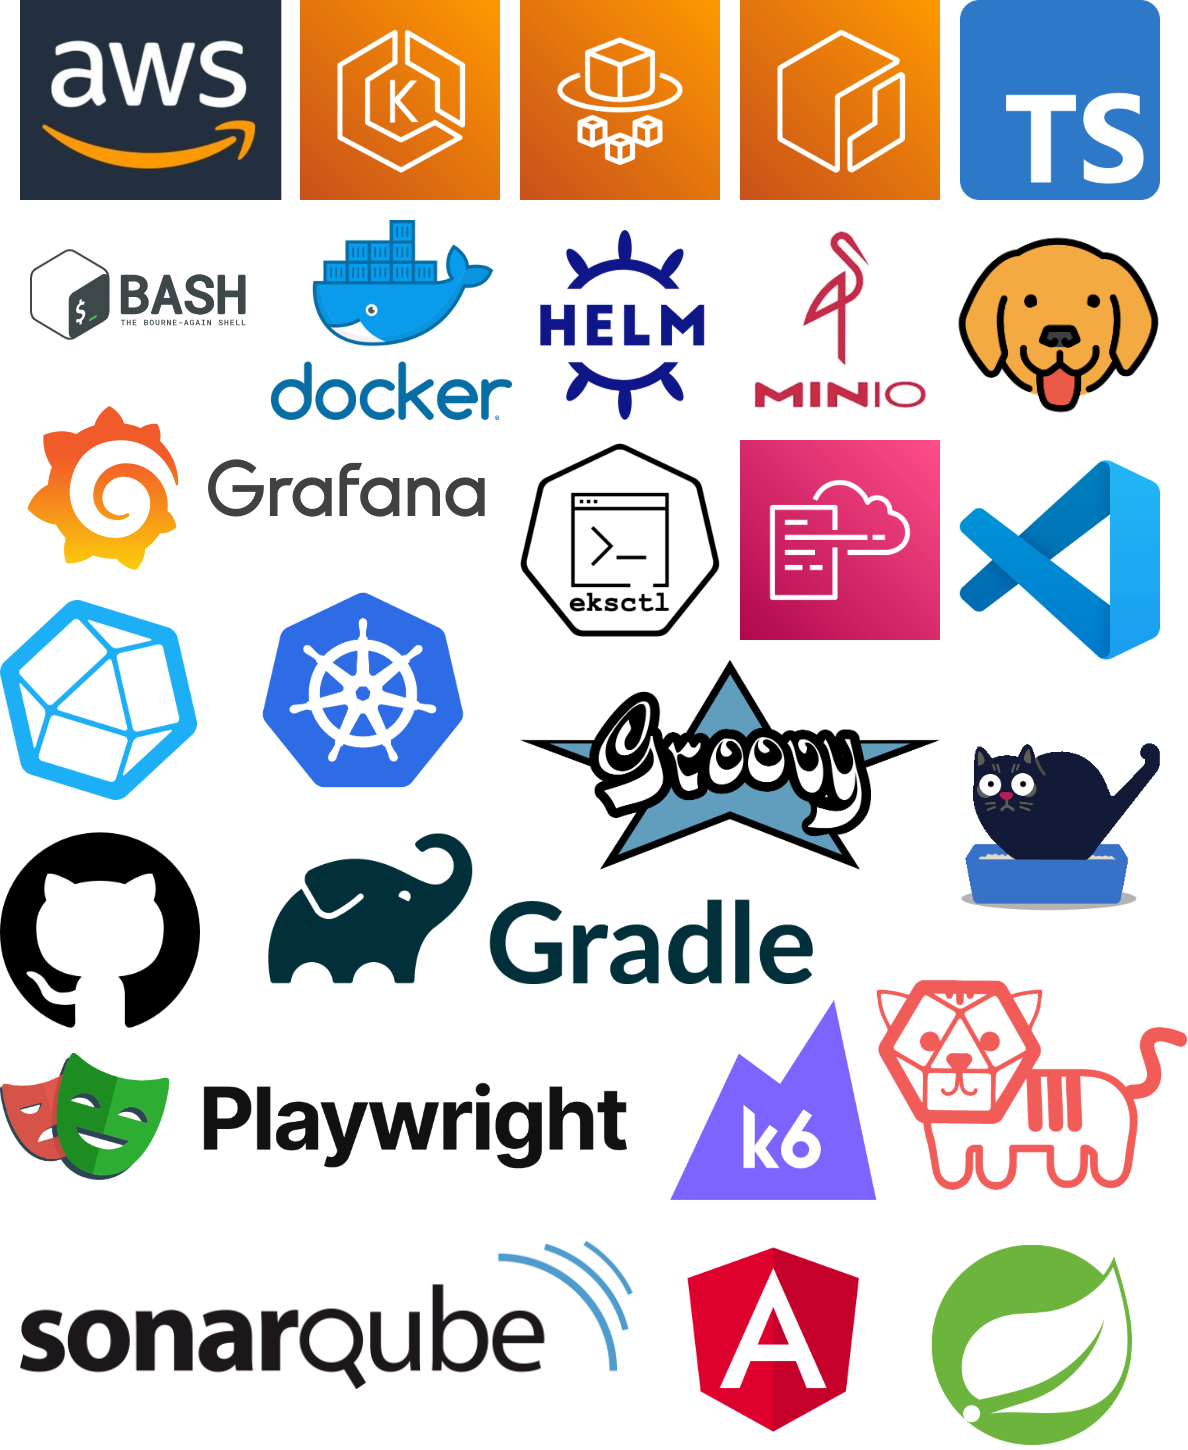 aws
K
TS
$_
BASH
THE BOURNE-AGAIN SHELL
docker
HELM
MINIO
Grafana
>_
eksctl
Groovy
Gradle
Playwright
k6
sonarqube
A